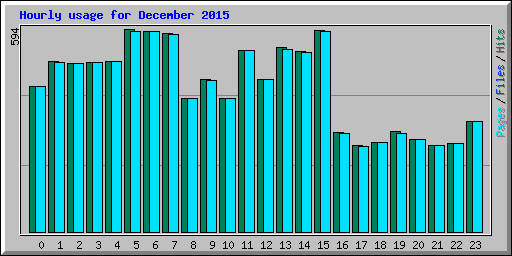 Hourly usage for December 2015
594
Pages/Files/Hits
0 1 2 3 4 5 6 7 8 9 10 11 12 13 14 15 16 17 18 19 20 21 22 23